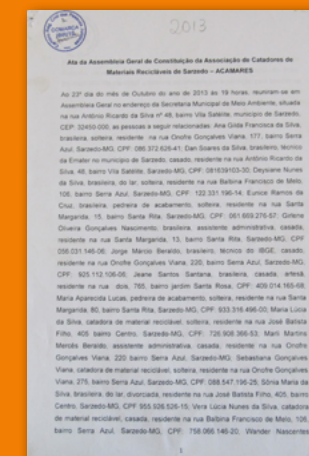 2013
COMARCA
IBIRITÉ
Ata da Assembleia Geral de Constituição da Associação de Catadores de
Materiais Recicláveis de Sarzedo – ACAMARES
Ao 23º dia do mês de Outubro do ano de 2013 às 19 horas, reuniram-se em
Assembleia Geral no endereço da Secretaria Municipal de Meio Ambiente, situada
na rua Antônio Ricardo da Silva nº 48, bairro Vila Satélite, município de Sarzedo,
CEP: 32450-000, as pessoas a seguir relacionadas: Ana Gilda Francisca da Silva,
brasileira, solteira, residente na rua Onofre Gonçalves Viana, 177, bairro Serra
Azul, Sarzedo-MG, CPF: 086.372.626-41; Dan Soares da Silva, brasileiro, técnico
da Emater no município de Sarzedo, casado, residente na rua Antônio Ricardo da
Silva, 48, bairro Vila Satélite, Sarzedo-MG, CPF: 081839103-30; Deysiane Nunes
da Silva, brasileira, do lar, solteira, residente na rua Balbina Francisco de Melo,
106, bairro Serra Azul, Sarzedo-MG, CPF: 122.331.196-14; Eunice Ramos da
Cruz, brasileira, pedreira de acabamento, solteira, residente na rua Santa
Margarida, 15, bairro Santa Rita, Sarzedo-MG, CPF: 061.669.276-67; Girlene
Oliveira Gonçalves Nascimento, brasileira, assistente administrativa, casada,
residente na rua Santa Margarida, 13, bairro Santa Rita, Sarzedo-MG, CPF
056.031.146-06; Jorge Márcio Beraldo, brasileiro, técnico do IBGE, casado,
residente na rua Onofre Gonçalves Viana, 220, bairro Serra Azul, Sarzedo-MG,
CPF: 925.112.106-06; Jeane Santos Santana, brasileira, casada, artesã,
residente na rua dois, 765, bairro jardim Santa Rosa, CPF: 409.014.165-68;
Maria Aparecida Lucas, pedreira de acabamento, solteira, residente na rua Santa
Margarida, 80, bairro Santa Rita, Sarzedo-MG, CPF: 933.316.496-00; Maria Lúcia
da Silva, catadora de material reciclável, solteira, residente na rua José Batista
Filho, 405 bairro Centro, Sarzedo-MG, CPF: 726.908.366-53; Marli Martins
Mercês Beraldo, assistente administrativa, casada, residente na rua Onofre
Gonçalves Viana, 220 bairro Serra Azul, Sarzedo-MG; Sebastiana Gonçalves
Viana, catadora de material reciclável, solteira, residente na rua Onofre Gonçalves
Viana, 275, bairro Serra Azul, Sarzedo-MG, CPF: 088.547.196-25; Sônia Maria da
Silva, brasileira, do lar, divorciada, residente na rua José Batista Filho, 405, bairro
Centro, Sarzedo-MG, CPF 955.926.526-15; Vera Lúcia Nunes da Silva, catadora
de material reciclável, casada, residente na rua Balbina Francisco de Melo, 106,
bairro Serra Azul, Sarzedo-MG, CPF: 758.066.146-20; Wander Nascentes
1